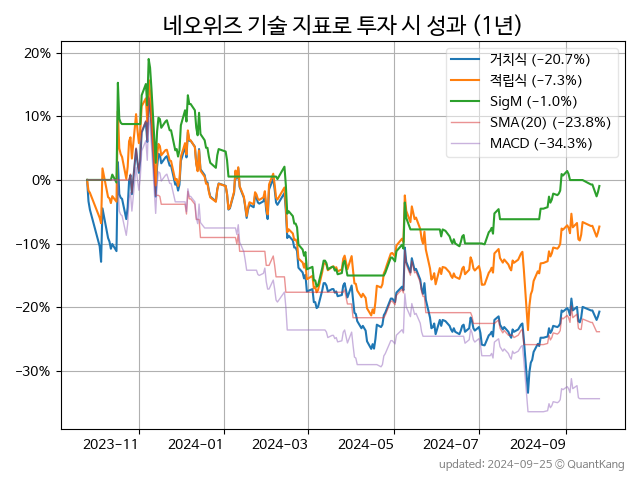 네오위즈 기술 지표로 투자 시 성과 (1년)
거치식 (−20.7%)
적립식 (−7.3%)
SigM (−1.0%)
SMA(20) (−23.8%)
MACD (−34.3%)
20%
10%
0%
−10%
−20%
−30%
2023-11 2024-01 2024-03 2024-05 2024-07 2024-09
updated: 2024-09-25 © QuantKang